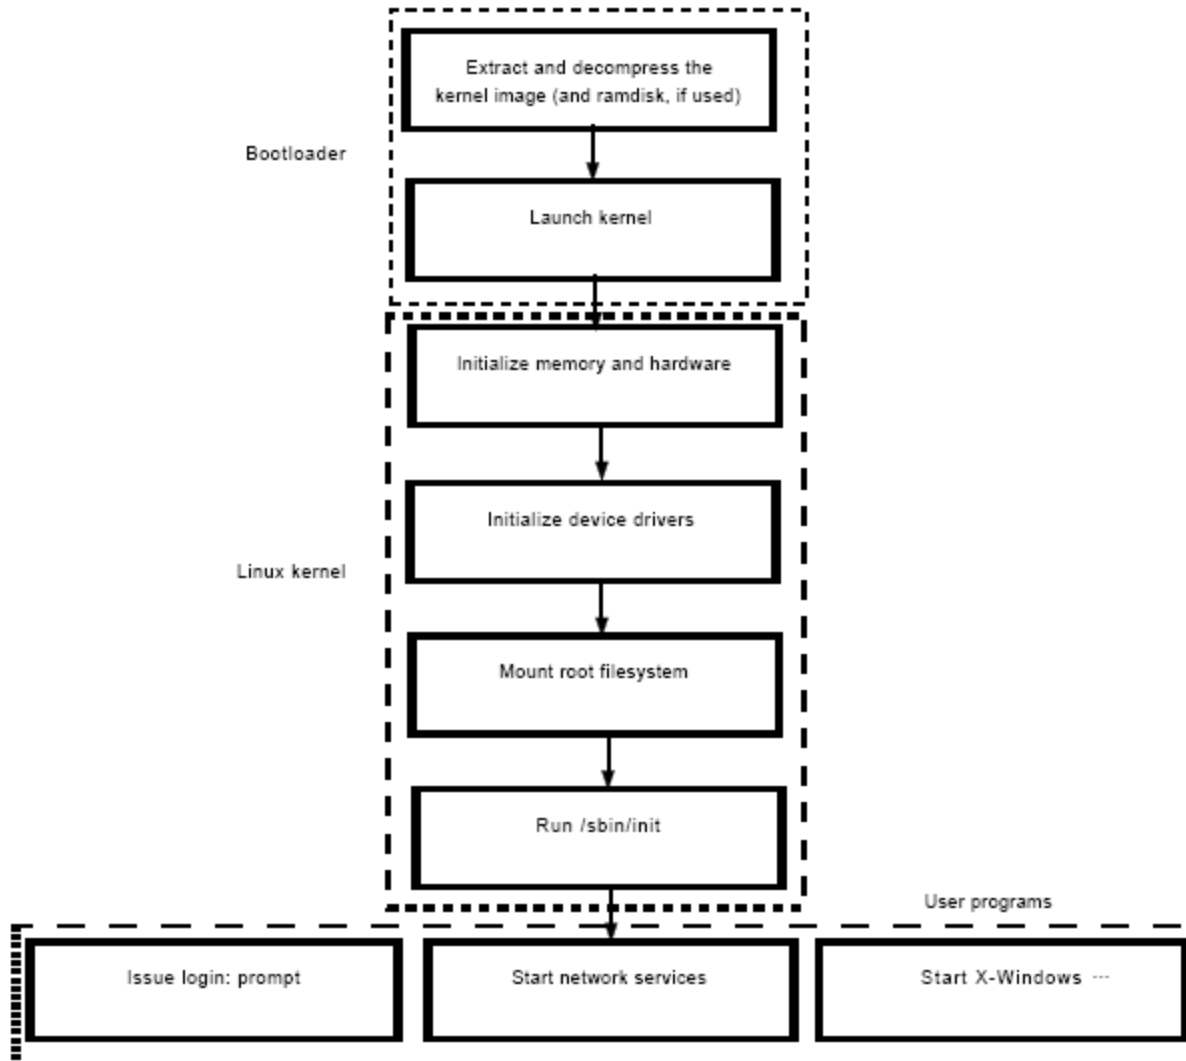 Extract and decompress the
kernel image (and ramdisk, if used)
Bootloader
Launch kernel
Initialize memory and hardware
Initialize device drivers
Linux kernel
Mount root filesystem
Run /sbin/init
User programs
Issue login: prompt
Start network services
Start X-Windows ---